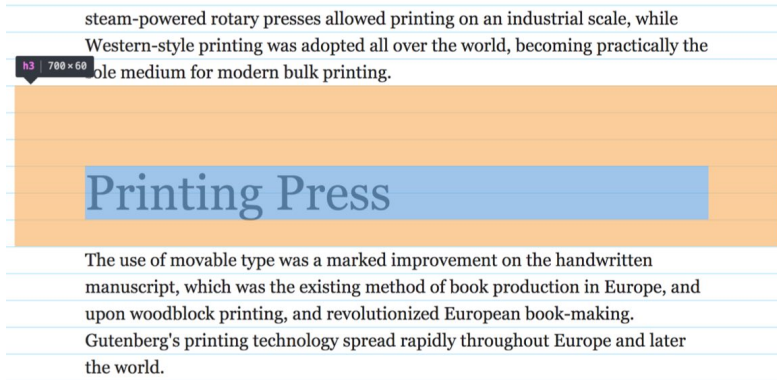 steam-powered rotary presses allowed printing on an industrial scale, while
Western-style printing was adopted all over the world, becoming practically the
h3 | 700 × 60
ole medium for modern bulk printing.
Printing Press
The use of movable type was a marked improvement on the handwritten
manuscript, which was the existing method of book production in Europe, and
upon woodblock printing, and revolutionized European book-making.
Gutenberg's printing technology spread rapidly throughout Europe and later
the world.